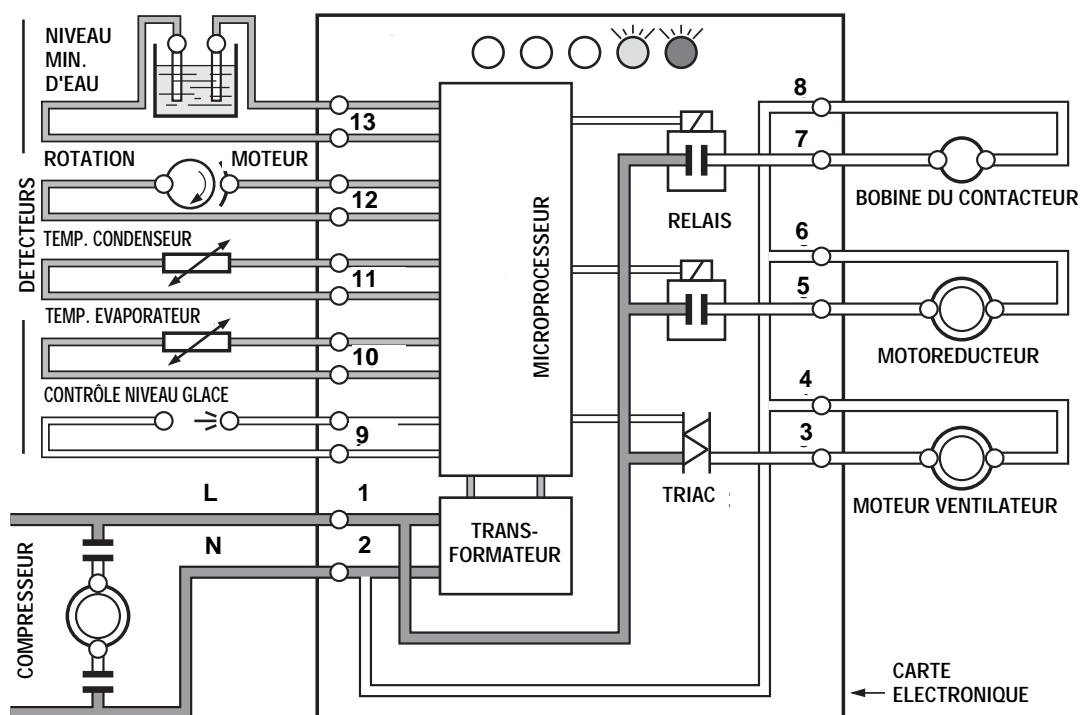 NIVEAU
MIN.
D'EAU
13
ROTATION MOTEUR
12
DETECTEURS
TEMP. CONDENSEUR
11
TEMP. EVAPORATEUR
10
CONTRÔLE NIVEAU GLACE
9
L 1
N 2
COMPRESSEUR
MICROPROCESSEUR
TRANS-
FORMATEUR
RELAIS
TRIAC
8
7
BOBINE DU CONTACTEUR
6
5
MOTOREDUCTEUR
4
3
MOTEUR VENTILATEUR
CARTE
ELECTRONIQUE